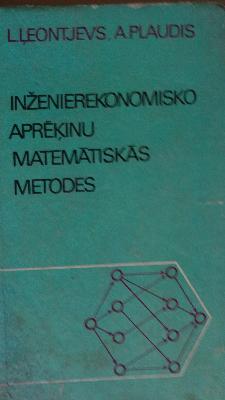 L.ĻEONTJEVS, A.PLAUDIS
INŽENIEREKONOMISKO
APRĒĶINU
MATEMĀTISKĀS
METODES